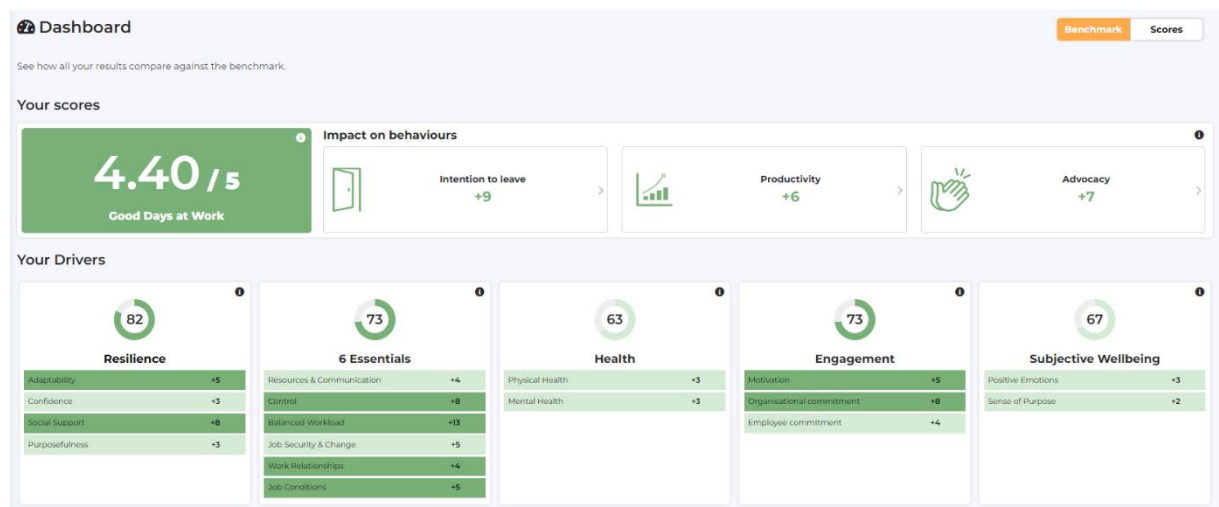 Dashboard
Benchmark Scores
See how all your results compare against the benchmark.
Your scores
4.40 / 5
Good Days at Work
Impact on behaviours
Intention to leave
+9
Productivity
+6
Advocacy
+7
Your Drivers
82
Resilience
Adaptability +5
Confidence +3
Social Support +8
Purposefulness +3
73
6 Essentials
Resources & Communication +4
Control +8
Balanced Workload +13
Job Security & Change +5
Work Relationships +4
Job Conditions +5
63
Health
Physical Health +3
Mental Health +3
73
Engagement
Motivation +5
Organisational commitment +8
Employee commitment +4
67
Subjective Wellbeing
Positive Emotions +3
Sense of Purpose +2